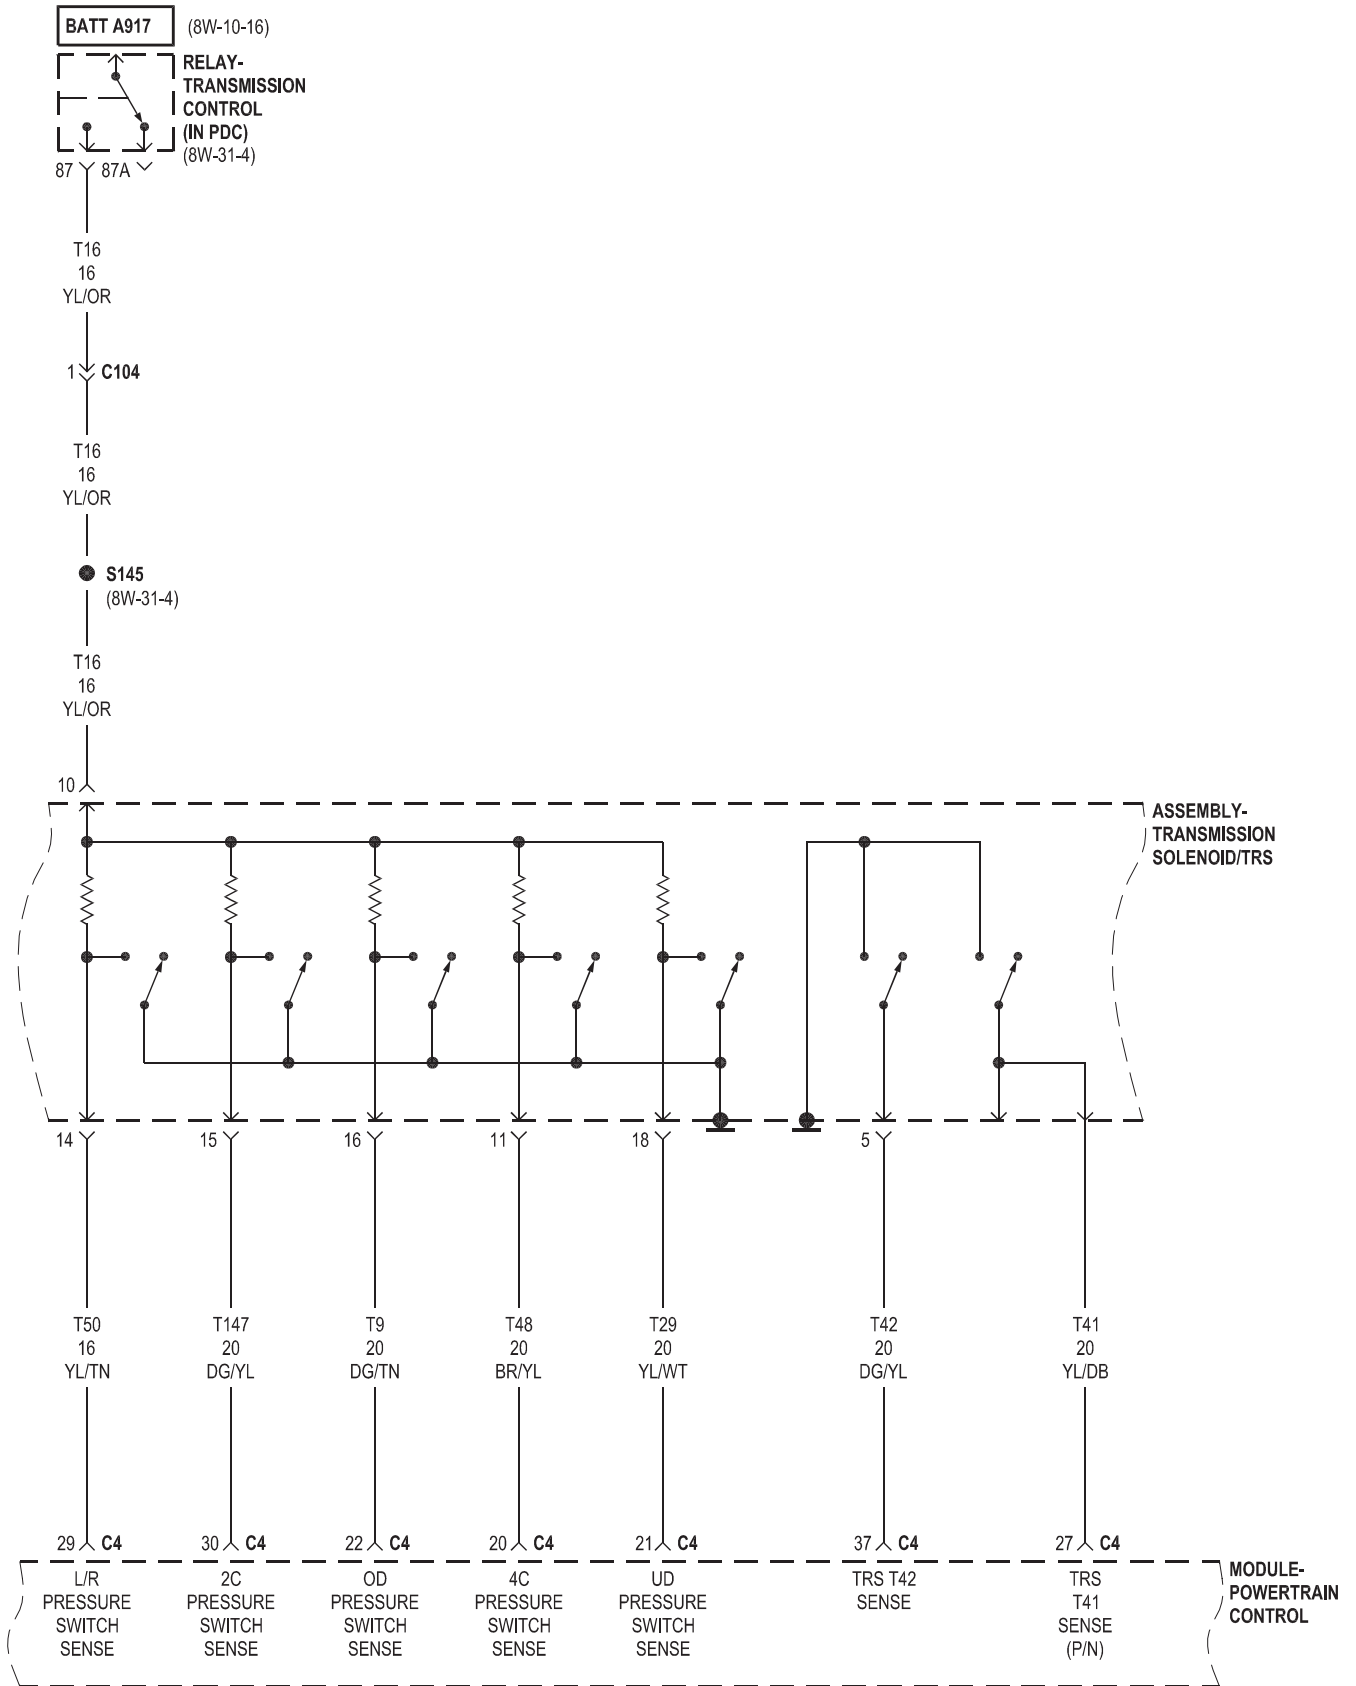 BATT A917 (8W-10-16)
RELAY-
TRANSMISSION
CONTROL
(IN PDC)
(8W-31-4)
87 87A
T16
16
YL/OR
1 C104
T16
16
YL/OR
S145
(8W-31-4)
T16
16
YL/OR
10
ASSEMBLY-
TRANSMISSION
SOLENOID/TRS
14 15 16 11 18 5
T50 T147 T9 T48 T29 T42 T41
16 20 20 20 20 20 20
YL/TN DG/YL DG/TN BR/YL YL/WT DG/YL YL/DB
29 C4 30 C4 22 C4 20 C4 21 C4 37 C4 27 C4
L/R
PRESSURE
SWITCH
SENSE
2C
PRESSURE
SWITCH
SENSE
OD
PRESSURE
SWITCH
SENSE
4C
PRESSURE
SWITCH
SENSE
UD
PRESSURE
SWITCH
SENSE
TRS T42
SENSE
TRS
T41
SENSE
(P/N)
MODULE-
POWERTRAIN
CONTROL